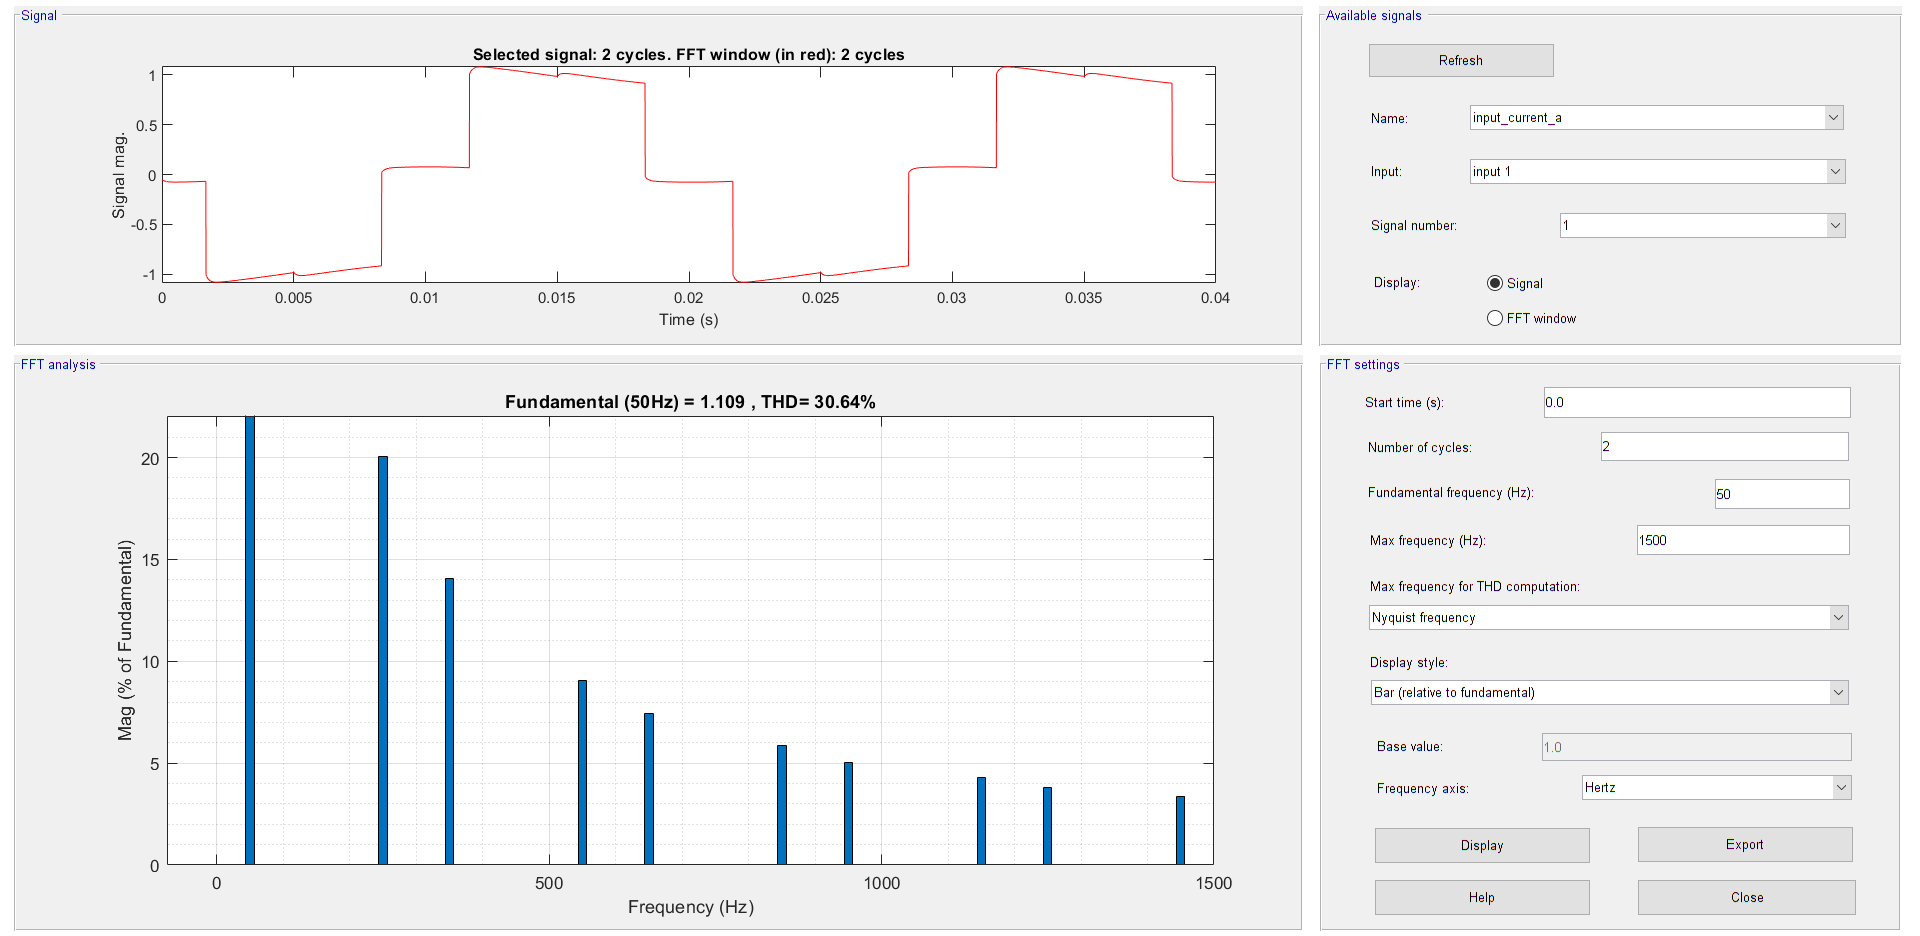 Signal
Selected signal: 2 cycles. FFT window (in red): 2 cycles
1
0.5
0
-0.5
-1
Signal mag.
0 0.005 0.01 0.015 0.02 0.025 0.03 0.035 0.04
Time (s)
Available signals
Refresh
Name: input_current_a
Input: input 1
Signal number: 1
Display: Signal
FFT window
FFT analysis
Fundamental (50Hz) = 1.109 , THD= 30.64%
20
15
10
5
0
Mag (% of Fundamental)
0 500 1000 1500
Frequency (Hz)
FFT settings
Start time (s): 0.0
Number of cycles: 2
Fundamental frequency (Hz): 50
Max frequency (Hz): 1500
Max frequency for THD computation:
Nyquist frequency
Display style:
Bar (relative to fundamental)
Base value: 1.0
Frequency axis: Hertz
Display Export
Help Close